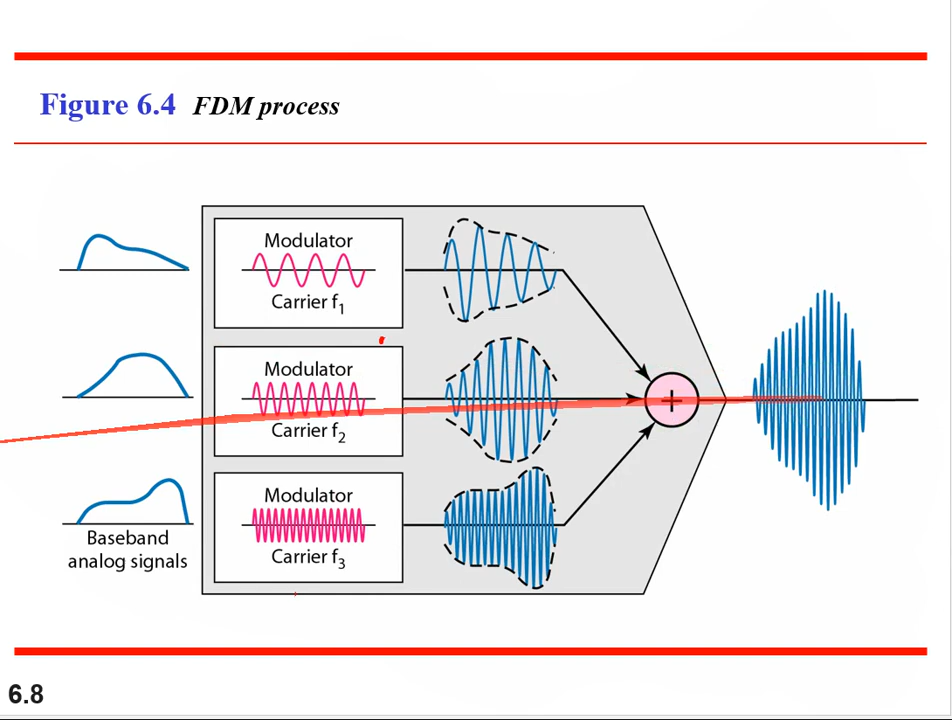 Figure 6.4 FDM process
Modulator
Carrier f₁
Modulator
Carrier f₂
Modulator
Carrier f₃
Baseband
analog signals
+
6.8